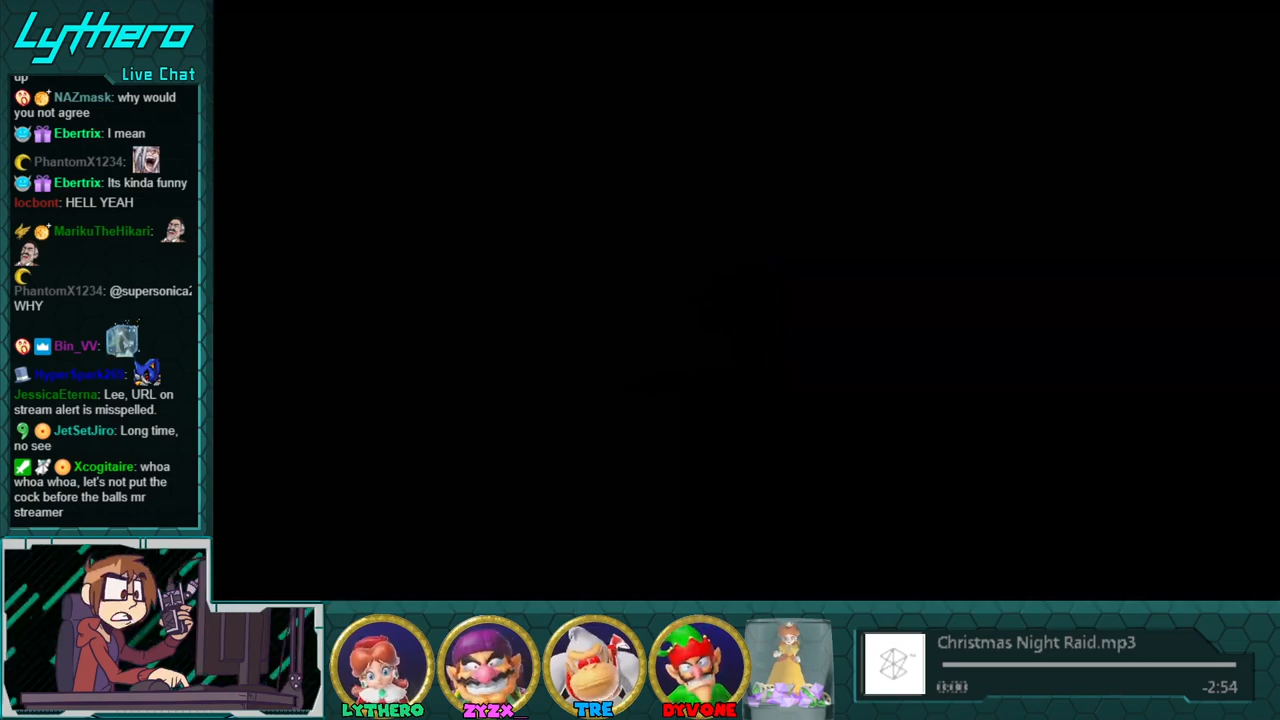 Lythero
Live Chat
up
NAZmask: why would
you not agree
Ebertrix: I mean
PhantomX1234:
Ebertrix: Its kinda funny
locbont: HELL YEAH
MarikuTheHikari:
PhantomX1234: @supersonica2
WHY
Bin_VV:
JessicaEterna: Lee, URL on
stream alert is misspelled.
JetSetJiro: Long time,
no see
Xcogitaire: whoa
whoa whoa, let's not put the
cock before the balls mr
streamer
LYTHERO
ZYZX_
TRE
DYVONE
Christmas Night Raid.mp3
0:00
-2:54